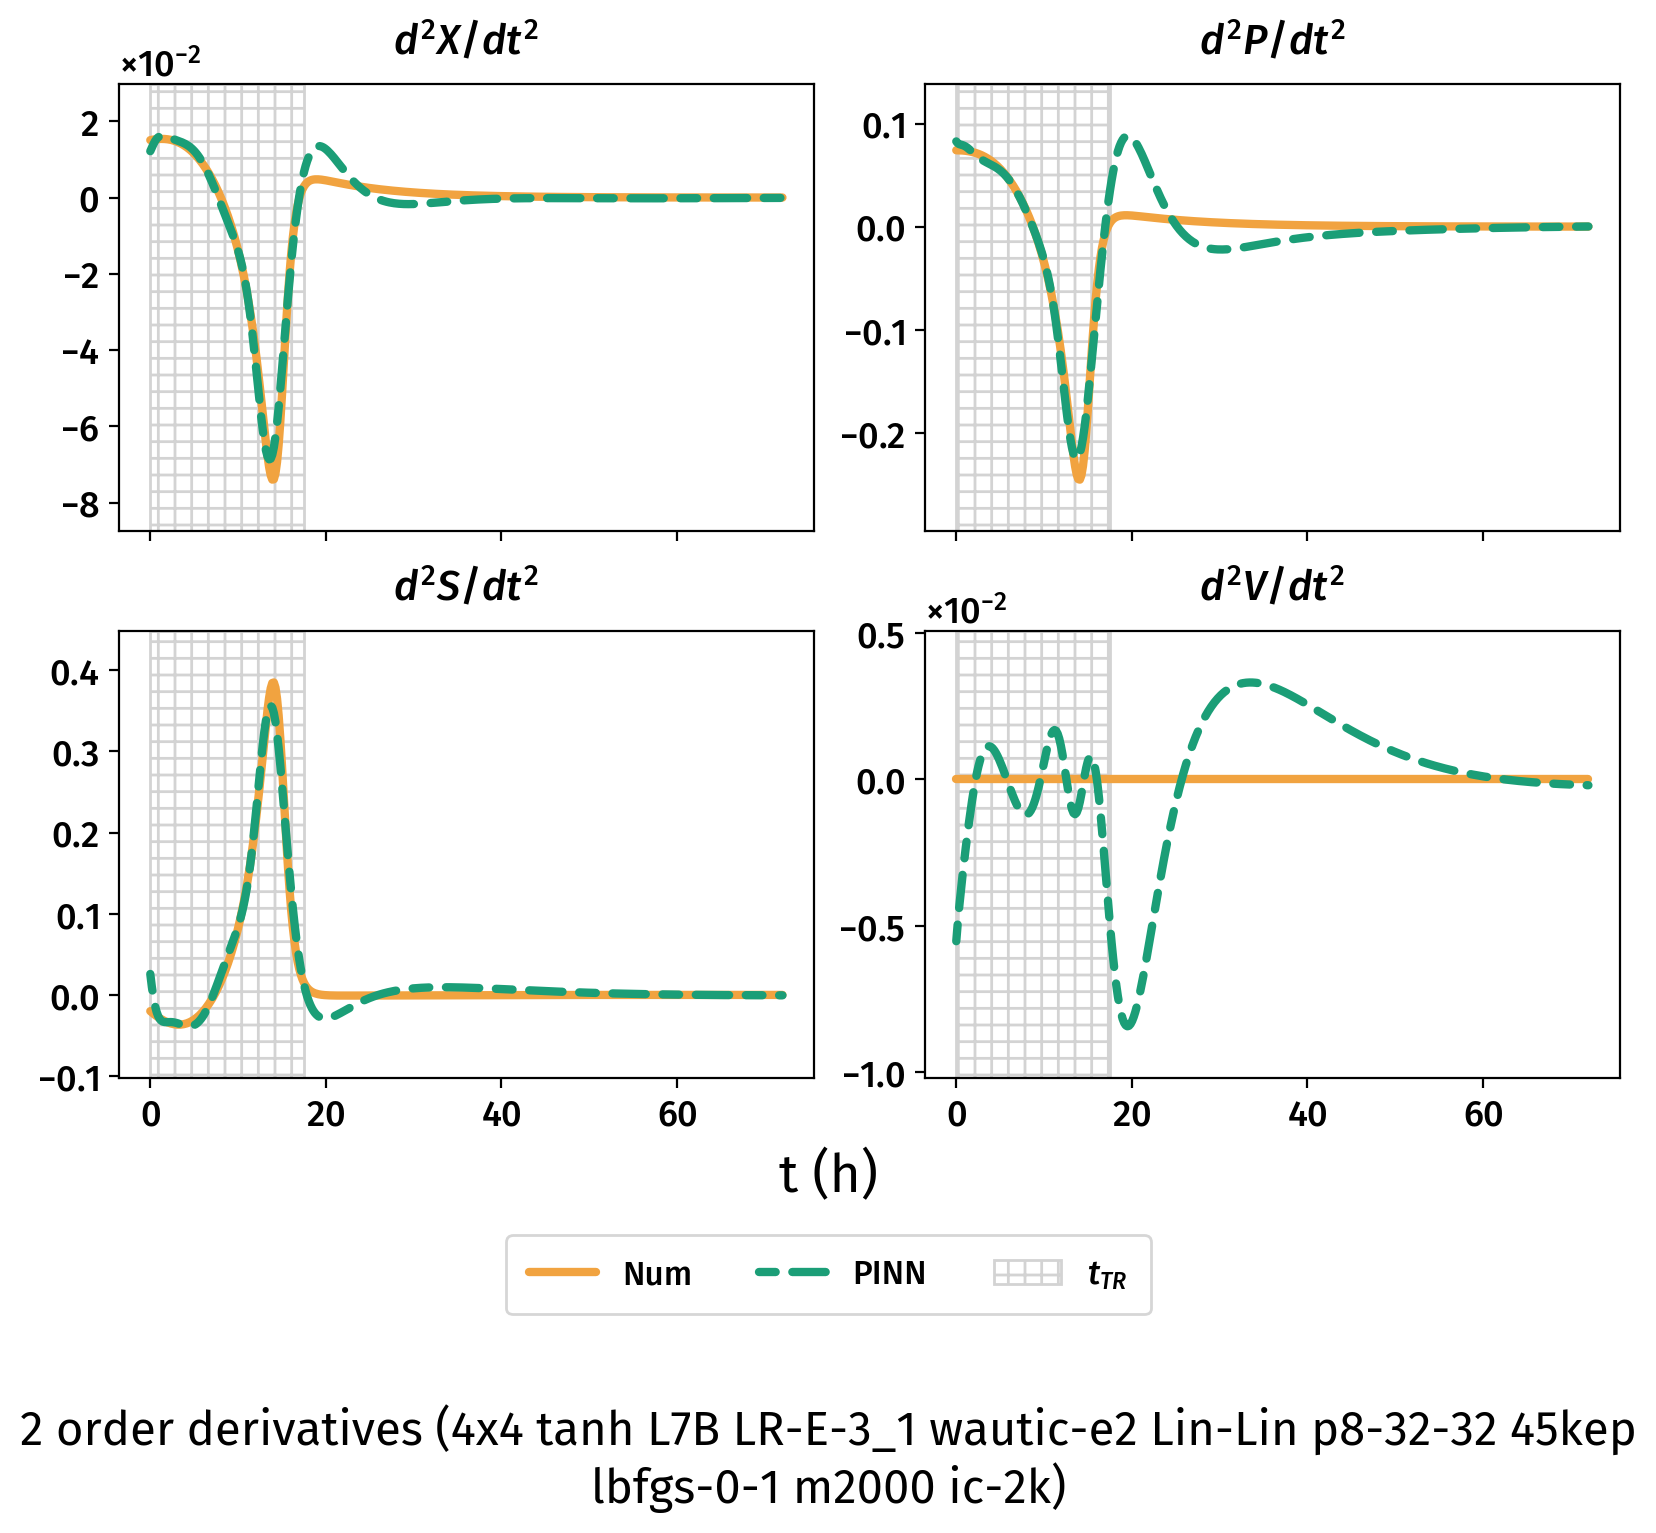 d²X/dt²
×10⁻²
2
0
−2
−4
−6
−8
d²P/dt²
0.1
0.0
−0.1
−0.2
d²S/dt²
0.4
0.3
0.2
0.1
0.0
−0.1
0 20 40 60
d²V/dt²
×10⁻²
0.5
0.0
−0.5
−1.0
0 20 40 60
t (h)
Num PINN t_TR
2 order derivatives (4x4 tanh L7B LR-E-3_1 wautic-e2 Lin-Lin p8-32-32 45kep
lbfgs-0-1 m2000 ic-2k)